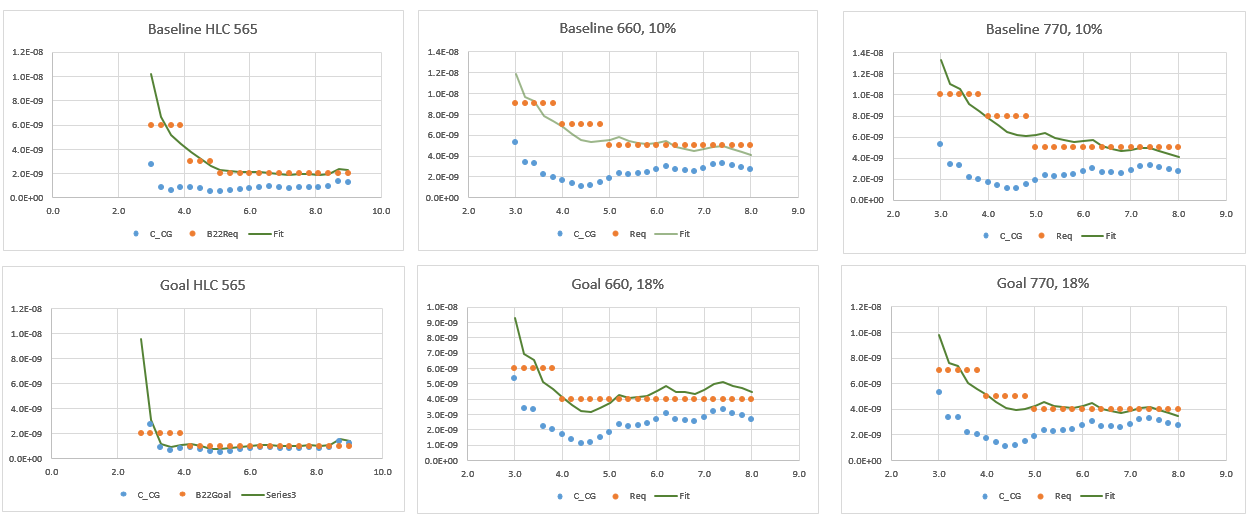 Baseline HLC 565
1.2E-08
1.0E-08
8.0E-09
6.0E-09
4.0E-09
2.0E-09
0.0E+00
0.0 2.0 4.0 6.0 8.0 10.0
C_CG B22Req Fit
Baseline 660, 10%
1.4E-08
1.2E-08
1.0E-08
8.0E-09
6.0E-09
4.0E-09
2.0E-09
0.0E+00
2.0 3.0 4.0 5.0 6.0 7.0 8.0 9.0
C_CG Req Fit
Baseline 770, 10%
1.4E-08
1.2E-08
1.0E-08
8.0E-09
6.0E-09
4.0E-09
2.0E-09
0.0E+00
2.0 3.0 4.0 5.0 6.0 7.0 8.0 9.0
C_CG Req Fit
Goal HLC 565
1.2E-08
1.0E-08
8.0E-09
6.0E-09
4.0E-09
2.0E-09
0.0E+00
0.0 2.0 4.0 6.0 8.0 10.0
C_CG B22Goal Series3
Goal 660, 18%
1.0E-08
9.0E-09
8.0E-09
7.0E-09
6.0E-09
5.0E-09
4.0E-09
3.0E-09
2.0E-09
1.0E-09
0.0E+00
2.0 3.0 4.0 5.0 6.0 7.0 8.0 9.0
C_CG Req Fit
Goal 770, 18%
1.2E-08
1.0E-08
8.0E-09
6.0E-09
4.0E-09
2.0E-09
0.0E+00
2.0 3.0 4.0 5.0 6.0 7.0 8.0 9.0
C_CG Req Fit